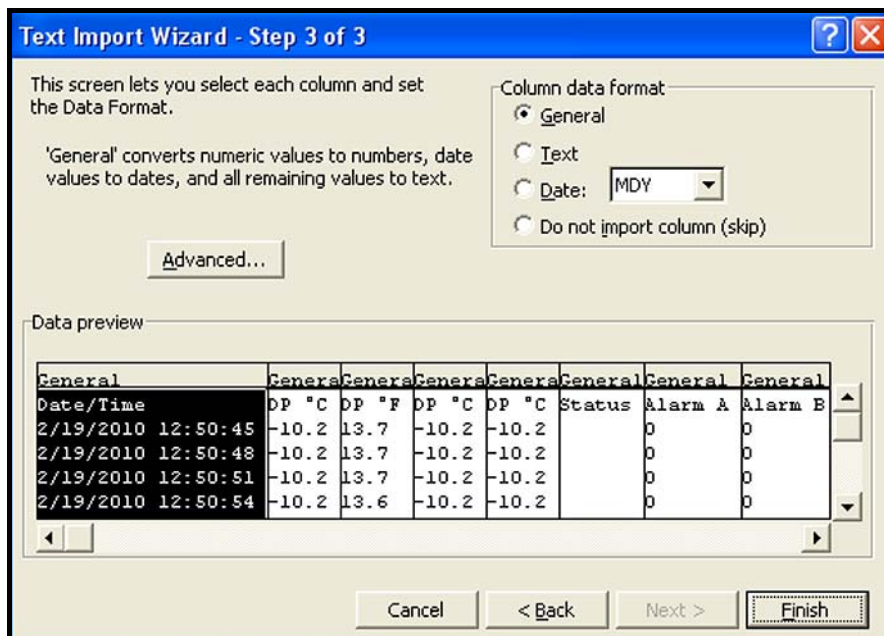 Text Import Wizard - Step 3 of 3
This screen lets you select each column and set
the Data Format.
'General' converts numeric values to numbers, date
values to dates, and all remaining values to text.
Advanced...
Column data format
General
Text
Date: MDY
Do not import column (skip)
Data preview
General GeneraGeneraGeneraGeneraGeneralGeneral General
Date/Time DP °C DP °F DP °C DP °C Status Alarm A Alarm B
2/19/2010 12:50:45 -10.2 13.7 -10.2 -10.2 0 0
2/19/2010 12:50:48 -10.2 13.7 -10.2 -10.2 0 0
2/19/2010 12:50:51 -10.2 13.7 -10.2 -10.2 0 0
2/19/2010 12:50:54 -10.2 13.6 -10.2 -10.2 0 0
Cancel < Back Next > Finish